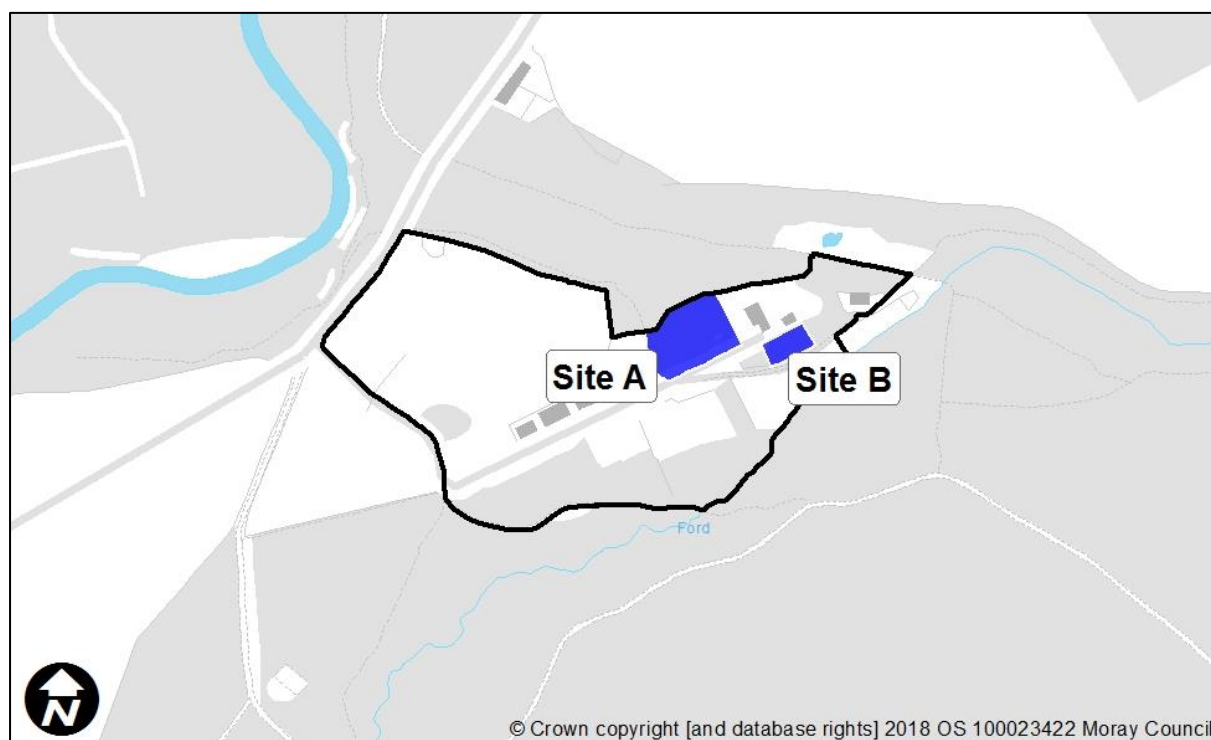 Site A
Site B
Ford
N
© Crown copyright [and database rights] 2018 OS 100023422 Moray Council